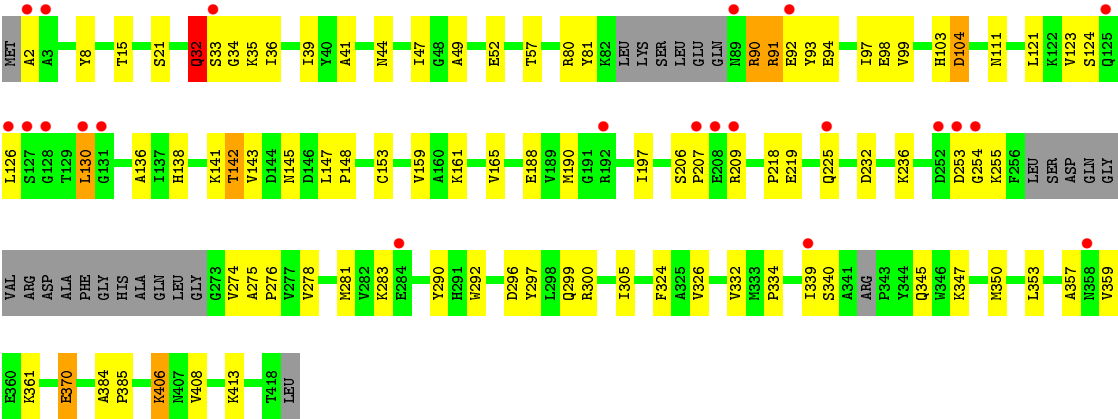 MET A2 A3 Y8 T15 S21 Q32 S33 G34 K35 I36 I39 Y40 A41 N44 I47 G48 A49 E52 T57 R80 Y81 K82 LEU LYS SER LEU GLU GLN N89 R90 R91 E92 Y93 E94 I97 E98 V99 H103 D104 N111 L121 K122 V123 S124 Q125
L126 S127 G128 T129 L130 G131 A136 I137 H138 K141 T142 V143 D144 N145 D146 L147 P148 C153 V159 A160 K161 V165 E188 V189 M190 G191 R192 I197 S206 P207 E208 R209 P218 E219 Q225 D232 K236 D252 D253 G254 K255 F256 LEU SER ASP GLN GLY
VAL ARG ASP ALA PHE GLY HIS ALA GLN LEU GLY G273 V274 A275 P276 V277 V278 M281 V282 K283 E284 Y290 H291 W292 D296 Y297 L298 Q299 R300 I305 F324 A325 V326 V332 M333 P334 I339 S340 A341 ARG P343 Y344 Q345 W346 K347 M350 L353 A357 N358 V359
E360 K361 E370 A384 P385 K406 N407 V408 K413 T418 LEU